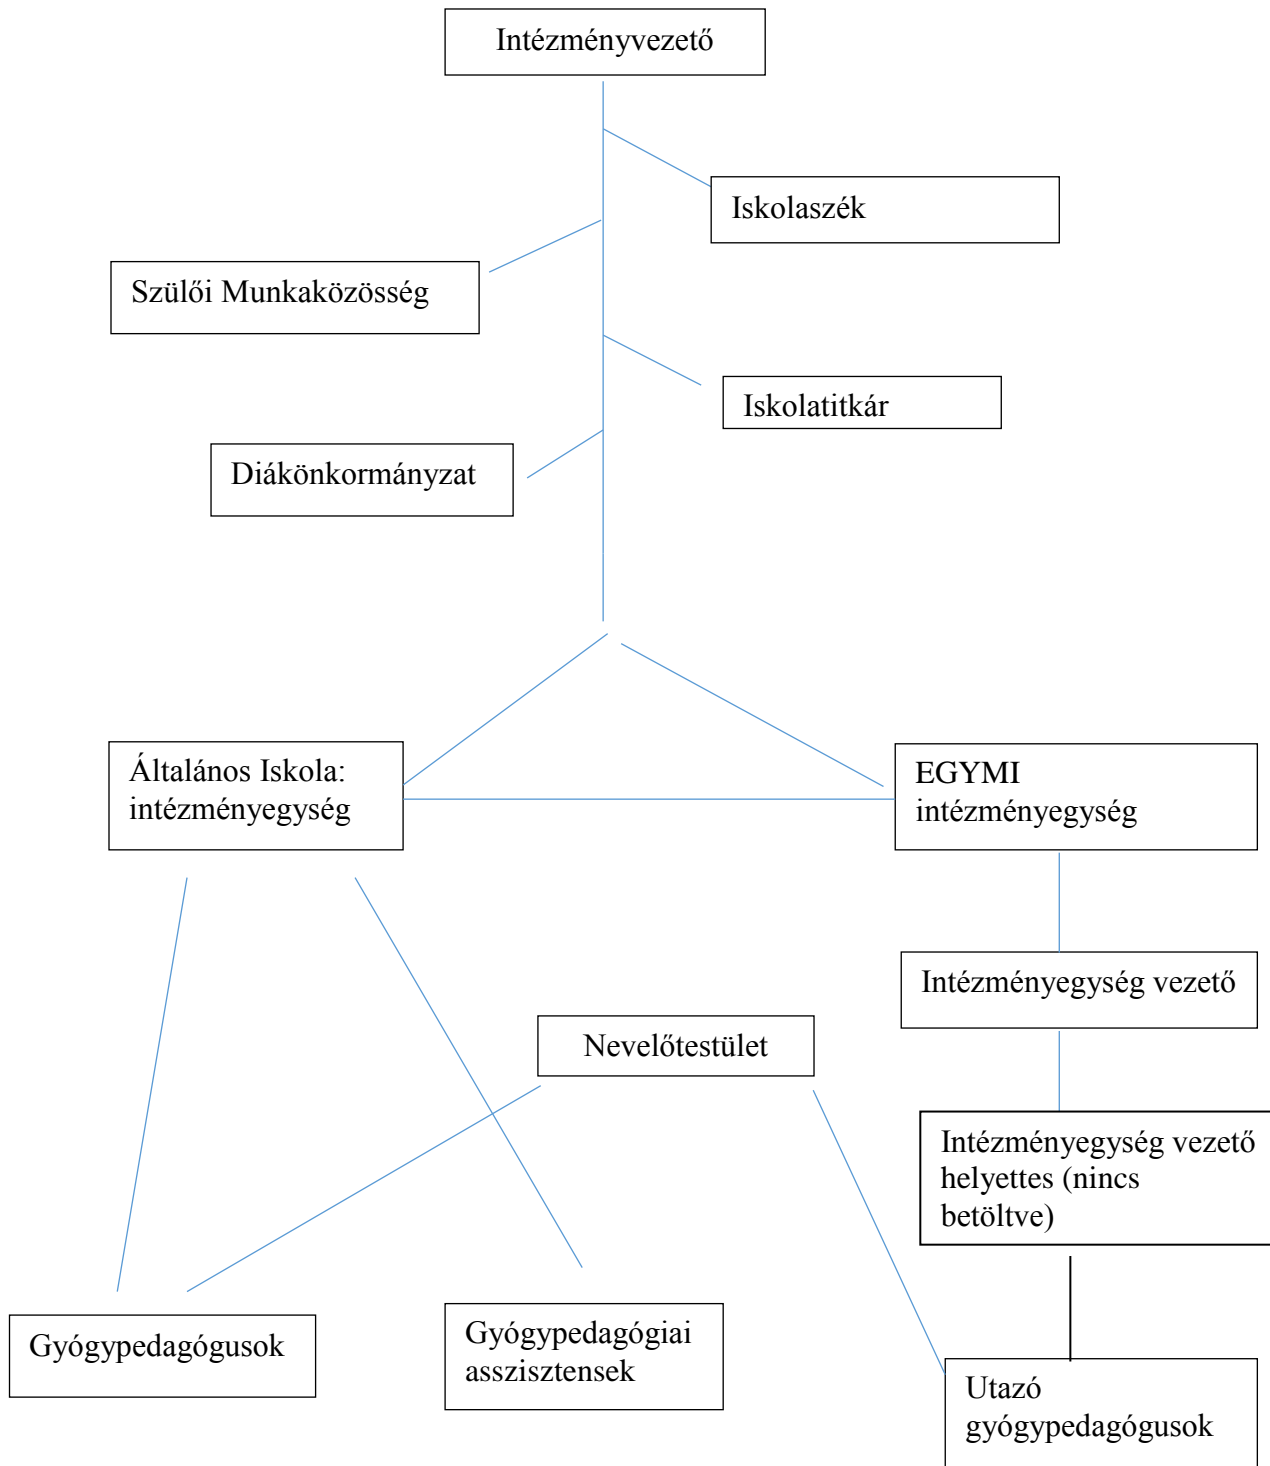 Intézményvezető
Iskolaszék
Szülői Munkaközösség
Iskolatitkár
Diákönkormányzat
Általános Iskola:
intézményegység
EGYMI
intézményegység
Intézményegység vezető
Nevelőtestület
Intézményegység vezető
helyettes (nincs
betöltve)
Gyógypedagógusok
Gyógypedagógiai
asszisztensek
Utazó
gyógypedagógusok